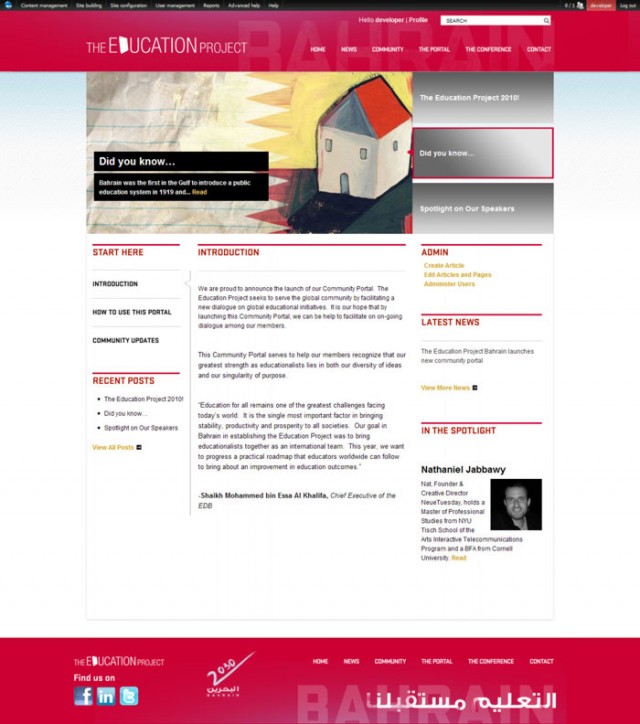 Content management Site building Site configuration User management Reports Advanced help Help
0 / 1 developer Log out
Hello developer | Profile
SEARCH
BAHRAIN
THE EDUCATION PROJECT
HOME NEWS COMMUNITY THE PORTAL THE CONFERENCE CONTACT
Did you know...
Bahrain was the first in the Gulf to introduce a public
education system in 1919 and... Read
The Education Project 2010!
Did you know...
Spotlight on Our Speakers
START HERE
INTRODUCTION
HOW TO USE THIS PORTAL
COMMUNITY UPDATES
RECENT POSTS
The Education Project 2010!
Did you know...
Spotlight on Our Speakers
View All Posts
INTRODUCTION
We are proud to announce the launch of our Community Portal. The
Education Project seeks to serve the global community by facilitating a
new dialogue on global educational initiatives. It is our hope that by
launching this Community Portal, we can be help to facilitate on on-going
dialogue among our members.
This Community Portal serves to help our members recognize that our
greatest strength as educationalists lies in both our diversity of ideas
and our singularity of purpose.
"Education for all remains one of the greatest challenges facing
today's world. It is the single most important factor in bringing
stability, productivity and prosperity to all societies. Our goal in
Bahrain in establishing the Education Project was to bring
educationalists together as an international team. This year, we want
to progress a practical roadmap that educators worldwide can follow
to bring about an improvement in education outcomes."
-Shaikh Mohammed bin Essa Al Khalifa, Chief Executive of the
EDB
ADMIN
Create Article
Edit Articles and Pages
Administer Users
LATEST NEWS
The Education Project Bahrain launches
new community portal
View More News
IN THE SPOTLIGHT
Nathaniel Jabbawy
Nat, Founder &
Creative Director
NeueTuesday, holds a
Master of Professional
Studies from NYU
Tisch School of the
Arts Interactive Telecommunications
Program and a BFA from Cornell
University. Read
THE EDUCATION PROJECT
Find us on
f in t
2030
البحرين
BAHRAIN
HOME NEWS COMMUNITY THE PORTAL THE CONFERENCE CONTACT
BAHRAIN
التعليم مستقبلنا